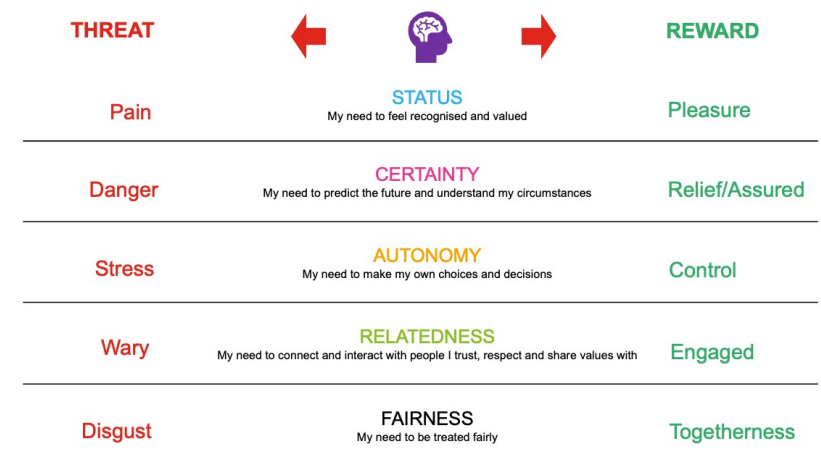 THREAT
REWARD
STATUS
Pain
My need to feel recognised and valued
Pleasure
CERTAINTY
Danger
My need to predict the future and understand my circumstances
Relief/Assured
AUTONOMY
Stress
My need to make my own choices and decisions
Control
RELATEDNESS
Wary
My need to connect and interact with people I trust, respect and share values with
Engaged
FAIRNESS
Disgust
My need to be treated fairly
Togetherness